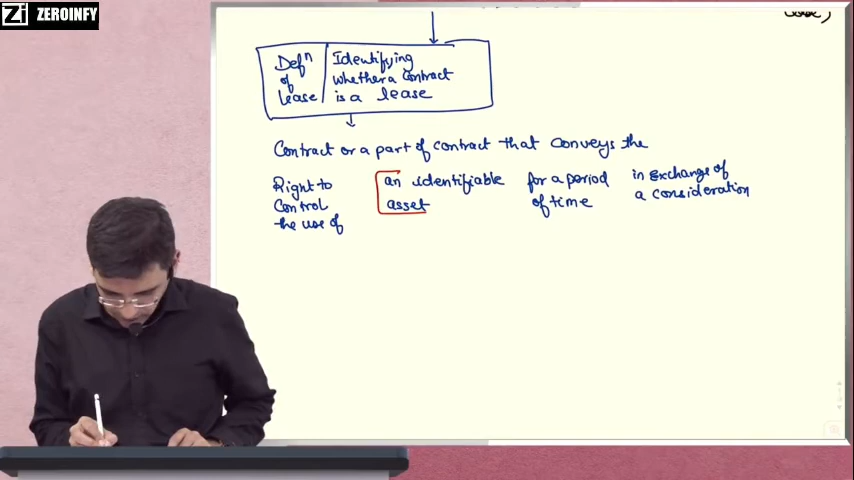 Zi ZEROINFY
Defn of lease
Identifying whether a contract is a lease
Contract or a part of contract that conveys the
Right to control the use of
an identifiable asset
for a period of time
in Exchange of a consideration